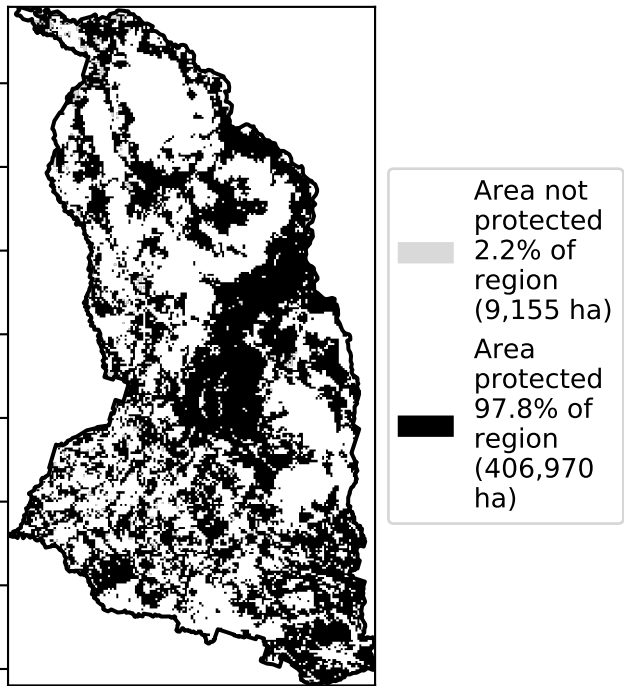 Area not
protected
2.2% of
region
(9,155 ha)
Area
protected
97.8% of
region
(406,970
ha)